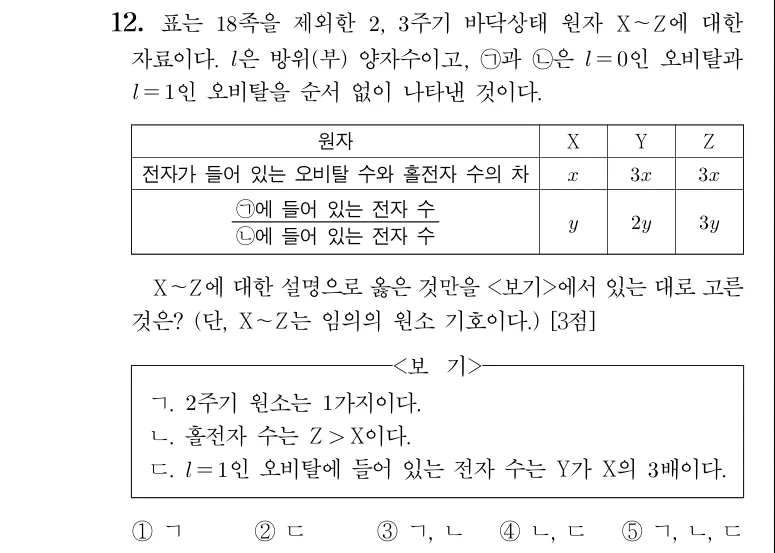 12. 표는 18족을 제외한 2, 3주기 바닥상태 원자 X~Z에 대한
자료이다. l은 방위(부) 양자수이고, ㉠과 ㉡은 l=0인 오비탈과
l=1인 오비탈을 순서 없이 나타낸 것이다.
원자 X Y Z
전자가 들어 있는 오비탈 수와 홀전자 수의 차 x 3x 3x
㉠에 들어 있는 전자 수
㉡에 들어 있는 전자 수
y 2y 3y
X~Z에 대한 설명으로 옳은 것만을 <보기>에서 있는 대로 고른
것은? (단, X~Z는 임의의 원소 기호이다.) [3점]
<보 기>
ㄱ. 2주기 원소는 1가지이다.
ㄴ. 홀전자 수는 Z>X이다.
ㄷ. l=1인 오비탈에 들어 있는 전자 수는 Y가 X의 3배이다.
① ㄱ ② ㄷ ③ ㄱ, ㄴ ④ ㄴ, ㄷ ⑤ ㄱ, ㄴ, ㄷ